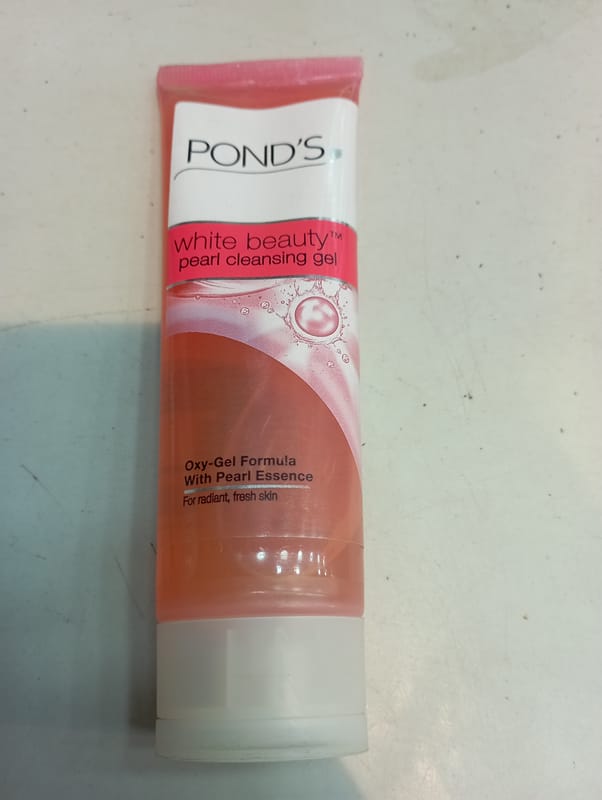 POND'S
white beauty™
pearl cleansing gel
Oxy-Gel Formula
With Pearl Essence
For radiant, fresh skin